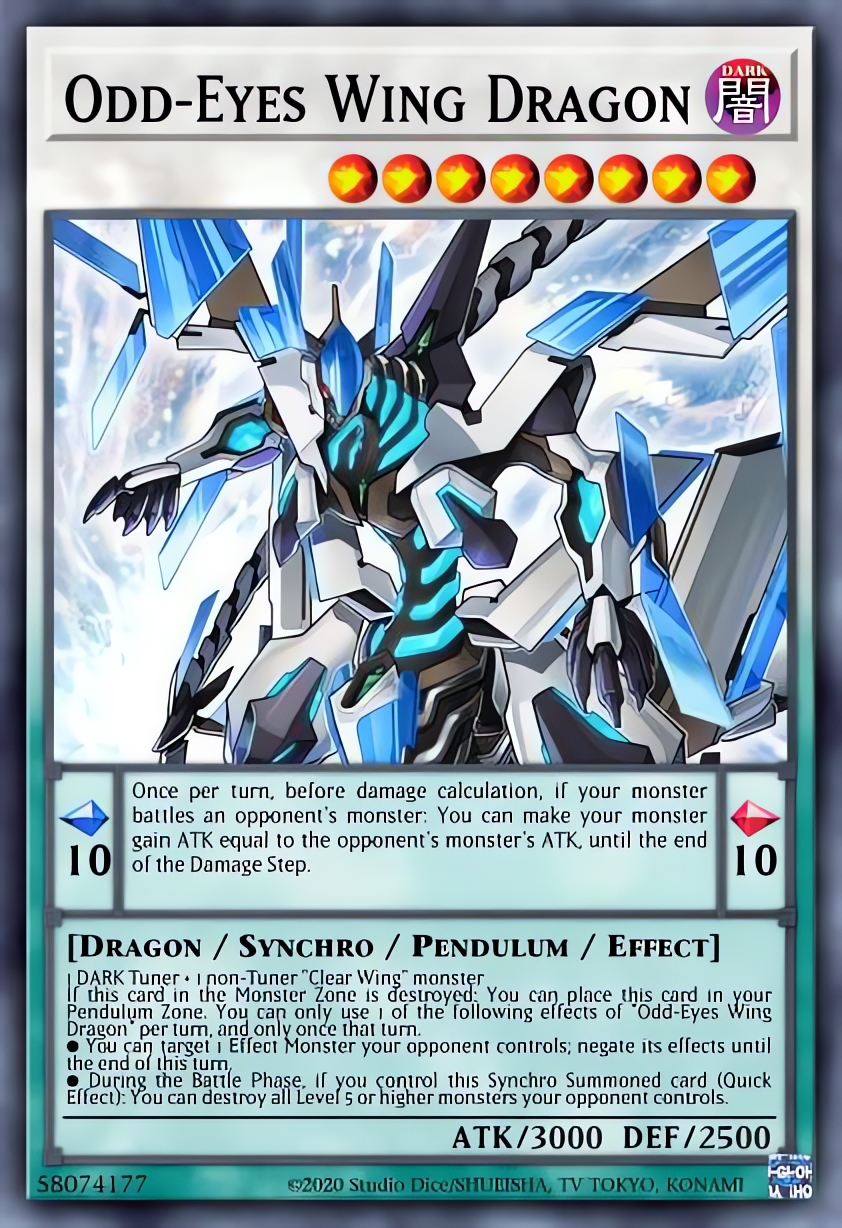 ODD-EYES WING DRAGON
DARK
闇
Once per turn, before damage calculation, if your monster
battles an opponent's monster: You can make your monster
gain ATK equal to the opponent's monster's ATK, until the end
of the Damage Step.
10
10
[DRAGON / SYNCHRO / PENDULUM / EFFECT]
1 DARK Tuner + 1 non-Tuner "Clear Wing" monster
If this card in the Monster Zone is destroyed: You can place this card in your
Pendulum Zone. You can only use 1 of the following effects of "Odd-Eyes Wing
Dragon" per turn, and only once that turn.
● You can target 1 Effect Monster your opponent controls; negate its effects until
the end of this turn.
● During the Battle Phase, if you control this Synchro Summoned card (Quick
Effect): You can destroy all Level 5 or higher monsters your opponent controls.
ATK/3000 DEF/2500
58074177
©2020 Studio Dice/SHUEISHA, TV TOKYO, KONAMI